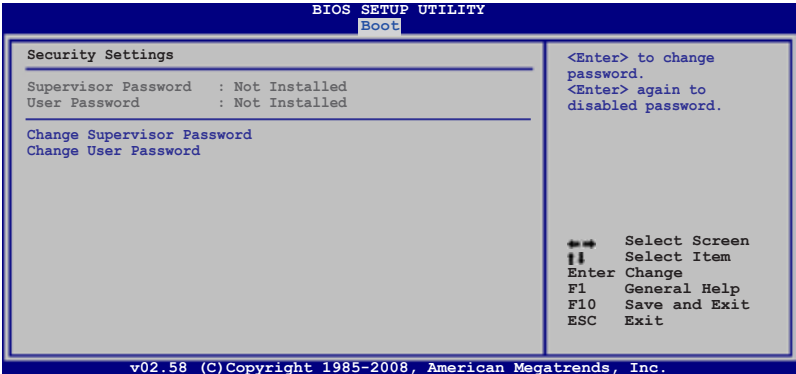 BIOS SETUP UTILITY
Boot
Security Settings
Supervisor Password : Not Installed
User Password : Not Installed
Change Supervisor Password
Change User Password
<Enter> to change
password.
<Enter> again to
disabled password.
←→ Select Screen
↑↓ Select Item
Enter Change
F1 General Help
F10 Save and Exit
ESC Exit
v02.58 (C)Copyright 1985-2008, American Megatrends, Inc.